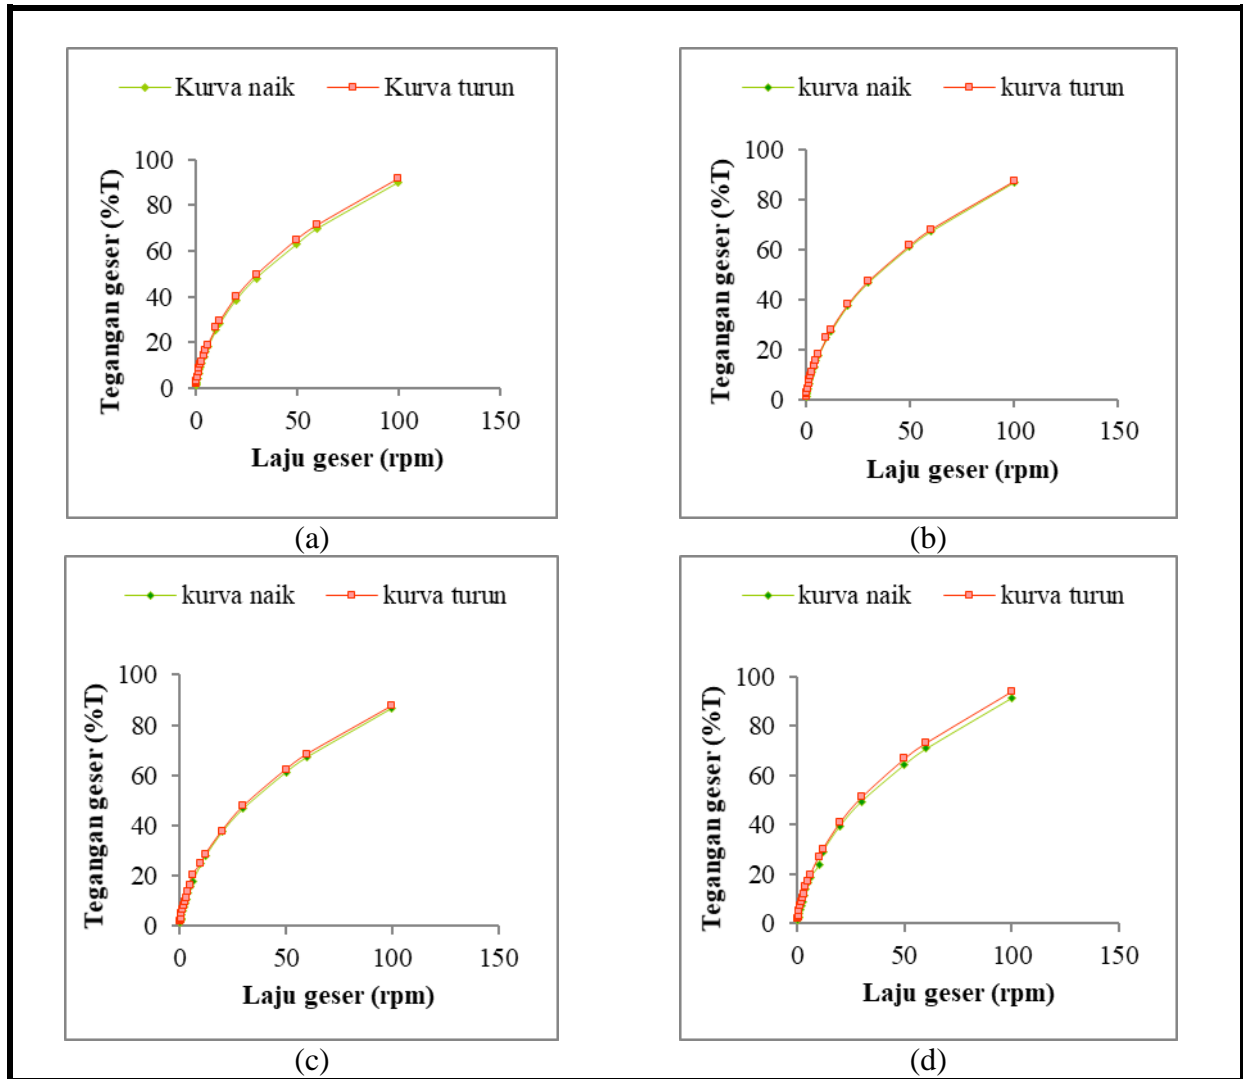 Kurva naik Kurva turun
100
80
60
40
20
0
0 50 100 150
Tegangan geser (%T)
Laju geser (rpm)
(a)
kurva naik kurva turun
100
80
60
40
20
0
0 50 100 150
Tegangan geser (%T)
Laju geser (rpm)
(b)
kurva naik kurva turun
100
80
60
40
20
0
0 50 100 150
Tegangan geser (%T)
Laju geser (rpm)
(c)
kurva naik kurva turun
100
80
60
40
20
0
0 50 100 150
Tegangan geser (%T)
Laju geser (rpm)
(d)